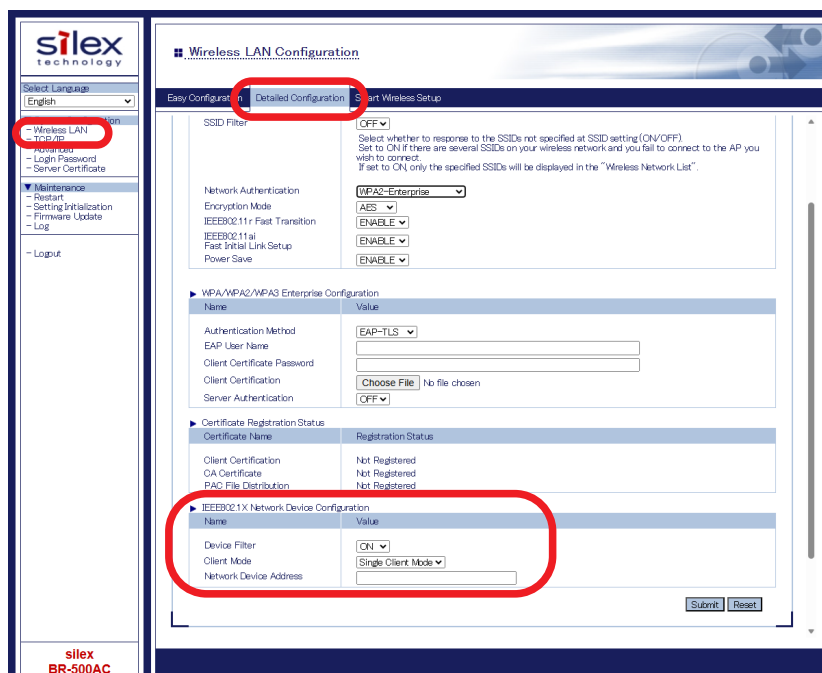 silex
technology
Select Language
English
- Wireless LAN
- TCP/IP
- Advanced
- Login Password
- Server Certificate
▼ Maintenance
- Restart
- Setting Initialization
- Firmware Update
- Log
- Logout
silex
BR-500AC
Wireless LAN Configuration
Easy Configuration Detailed Configuration Smart Wireless Setup
SSID Filter OFF
Select whether to response to the SSIDs not specified at SSID setting (ON/OFF).
Set to ON if there are several SSIDs on your wireless network and you fail to connect to the AP you
wish to connect.
If set to ON, only the specified SSIDs will be displayed in the "Wireless Network List".
Network Authentication WPA2-Enterprise
Encryption Mode AES
IEEE802.11r Fast Transition ENABLE
IEEE802.11ai
Fast Initial Link Setup ENABLE
Power Save ENABLE
▶ WPA/WPA2/WPA3 Enterprise Configuration
Name Value
Authentication Method EAP-TLS
EAP User Name
Client Certificate Password
Client Certification Choose File No file chosen
Server Authentication OFF
▶ Certificate Registration Status
Certificate Name Registration Status
Client Certification Not Registered
CA Certificate Not Registered
PAC File Distribution Not Registered
▶ IEEE802.1X Network Device Configuration
Name Value
Device Filter ON
Client Mode Single Client Mode
Network Device Address
Submit Reset